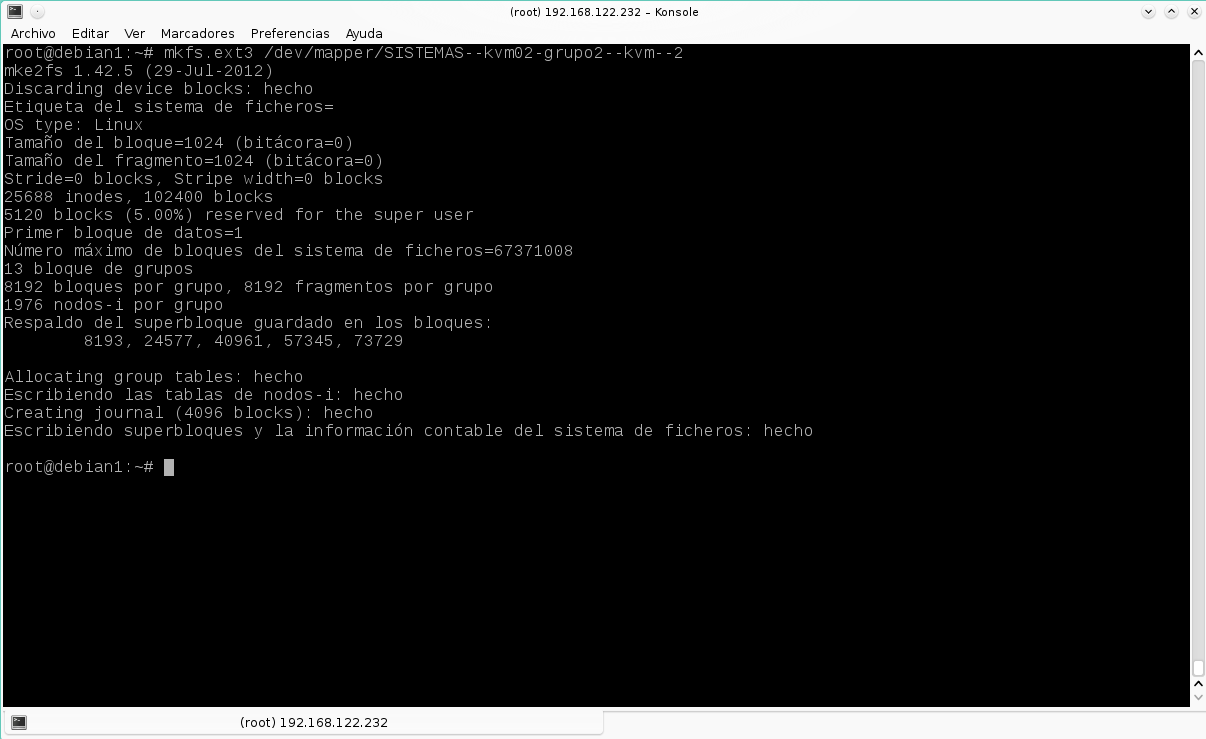 (root) 192.168.122.232 – Konsole
Archivo Editar Ver Marcadores Preferencias Ayuda
root@debian1:~# mkfs.ext3 /dev/mapper/SISTEMAS--kvm02-grupo2--kvm--2
mke2fs 1.42.5 (29-Jul-2012)
Discarding device blocks: hecho
Etiqueta del sistema de ficheros=
OS type: Linux
Tamaño del bloque=1024 (bitácora=0)
Tamaño del fragmento=1024 (bitácora=0)
Stride=0 blocks, Stripe width=0 blocks
25688 inodes, 102400 blocks
5120 blocks (5.00%) reserved for the super user
Primer bloque de datos=1
Número máximo de bloques del sistema de ficheros=67371008
13 bloque de grupos
8192 bloques por grupo, 8192 fragmentos por grupo
1976 nodos-i por grupo
Respaldo del superbloque guardado en los bloques:
8193, 24577, 40961, 57345, 73729
Allocating group tables: hecho
Escribiendo las tablas de nodos-i: hecho
Creating journal (4096 blocks): hecho
Escribiendo superbloques y la información contable del sistema de ficheros: hecho
root@debian1:~#
(root) 192.168.122.232